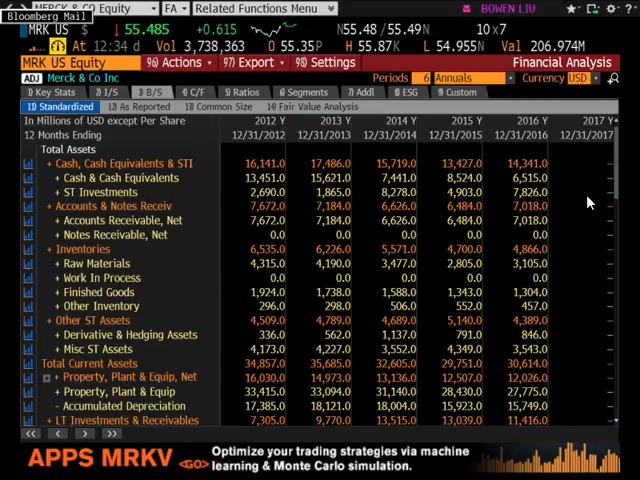 MRK US Equity FA Related Functions Menu BOWEN LIU
Bloomberg Mail
MRK US 55.485 +0.615 N55.48 / 55.49N 10x7
At 12:34 d Vol 3,738,363 O 55.35P H 55.87K L 54.955N Val 206.974M
MRK US Equity 96) Actions 97) Export 98) Settings Financial Analysis
ADJ Merck & Co Inc Periods 6 Annuals Currency USD
1) Key Stats 2) I/S 3) B/S 4) C/F 5) Ratios 6) Segments 7) Addl 8) ESG 9) Custom
11) Standardized 12) As Reported 13) Common Size 14) Fair Value Analysis
In Millions of USD except Per Share 2012 Y 2013 Y 2014 Y 2015 Y 2016 Y 2017 Y
12 Months Ending 12/31/2012 12/31/2013 12/31/2014 12/31/2015 12/31/2016 12/31/2017
Total Assets
+ Cash, Cash Equivalents & STI 16,141.0 17,486.0 15,719.0 13,427.0 14,341.0 –
+ Cash & Cash Equivalents 13,451.0 15,621.0 7,441.0 8,524.0 6,515.0 –
+ ST Investments 2,690.0 1,865.0 8,278.0 4,903.0 7,826.0 –
+ Accounts & Notes Receiv 7,672.0 7,184.0 6,626.0 6,484.0 7,018.0 –
+ Accounts Receivable, Net 7,672.0 7,184.0 6,626.0 6,484.0 7,018.0 –
+ Notes Receivable, Net 0.0 0.0 0.0 0.0 0.0 –
+ Inventories 6,535.0 6,226.0 5,571.0 4,700.0 4,866.0 –
+ Raw Materials 4,315.0 4,190.0 3,477.0 2,805.0 3,105.0 –
+ Work In Process 0.0 0.0 0.0 0.0 0.0 –
+ Finished Goods 1,924.0 1,738.0 1,588.0 1,343.0 1,304.0 –
+ Other Inventory 296.0 298.0 506.0 552.0 457.0 –
+ Other ST Assets 4,509.0 4,789.0 4,689.0 5,140.0 4,389.0 –
+ Derivative & Hedging Assets 336.0 562.0 1,137.0 791.0 846.0 –
+ Misc ST Assets 4,173.0 4,227.0 3,552.0 4,349.0 3,543.0 –
Total Current Assets 34,857.0 35,685.0 32,605.0 29,751.0 30,614.0 –
+ Property, Plant & Equip, Net 16,030.0 14,973.0 13,136.0 12,507.0 12,026.0 –
+ Property, Plant & Equip 33,415.0 33,094.0 31,140.0 28,430.0 27,775.0 –
- Accumulated Depreciation 17,385.0 18,121.0 18,004.0 15,923.0 15,749.0 –
+ LT Investments & Receivables 7,305.0 9,770.0 13,515.0 13,039.0 11,416.0 –
<< < > >>
APPS MRKV <GO> Optimize your trading strategies via machine
learning & Monte Carlo simulation.